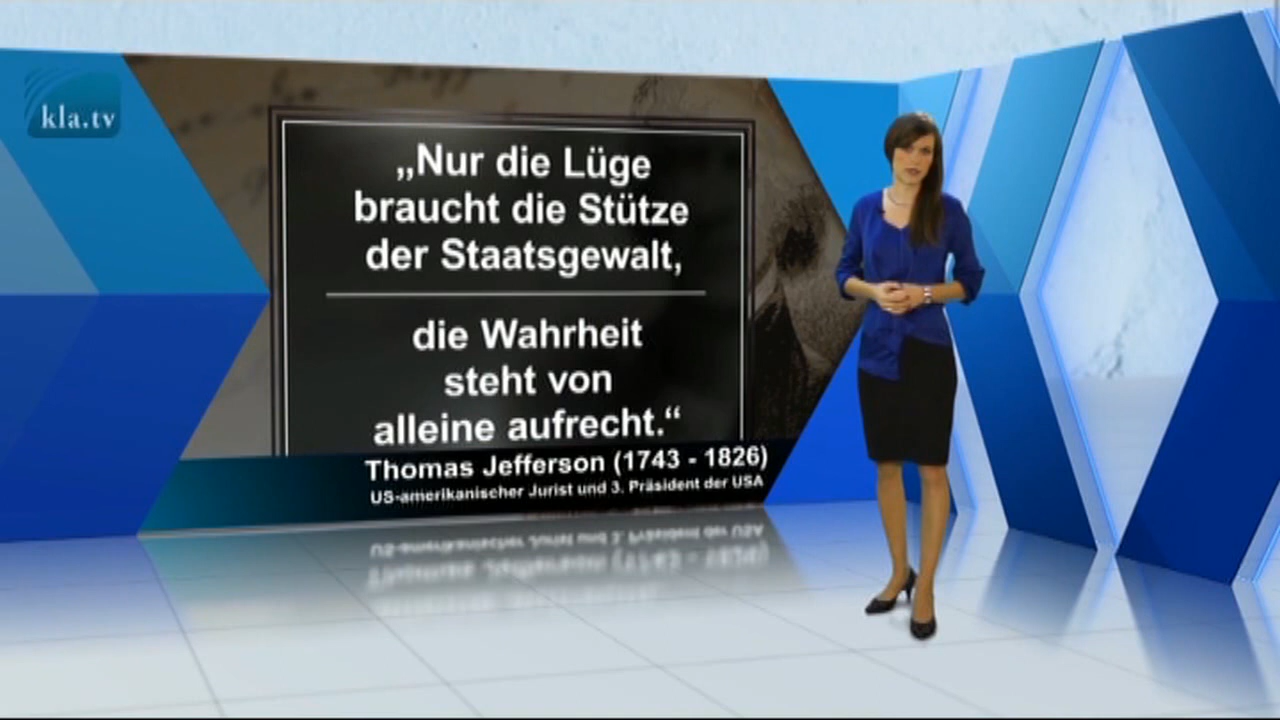 kla.tv
„Nur die Lüge
braucht die Stütze
der Staatsgewalt,
die Wahrheit
steht von
alleine aufrecht.“
Thomas Jefferson (1743 - 1826)
US-amerikanischer Jurist und 3. Präsident der USA